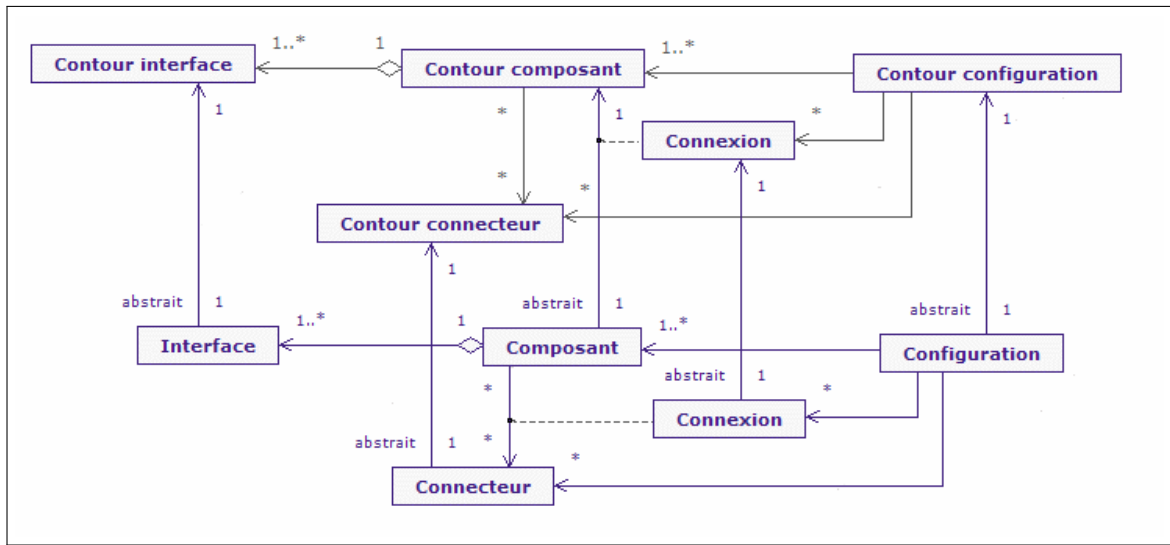 1..* 1 1..*
Contour interface Contour composant Contour configuration
1 * 1 * 1
Connexion
* * 1
Contour connecteur
1
abstrait 1 abstrait 1 abstrait 1
1..* 1 1..*
Interface Composant Configuration
* abstrait 1 *
Connexion
abstrait 1 * *
Connecteur